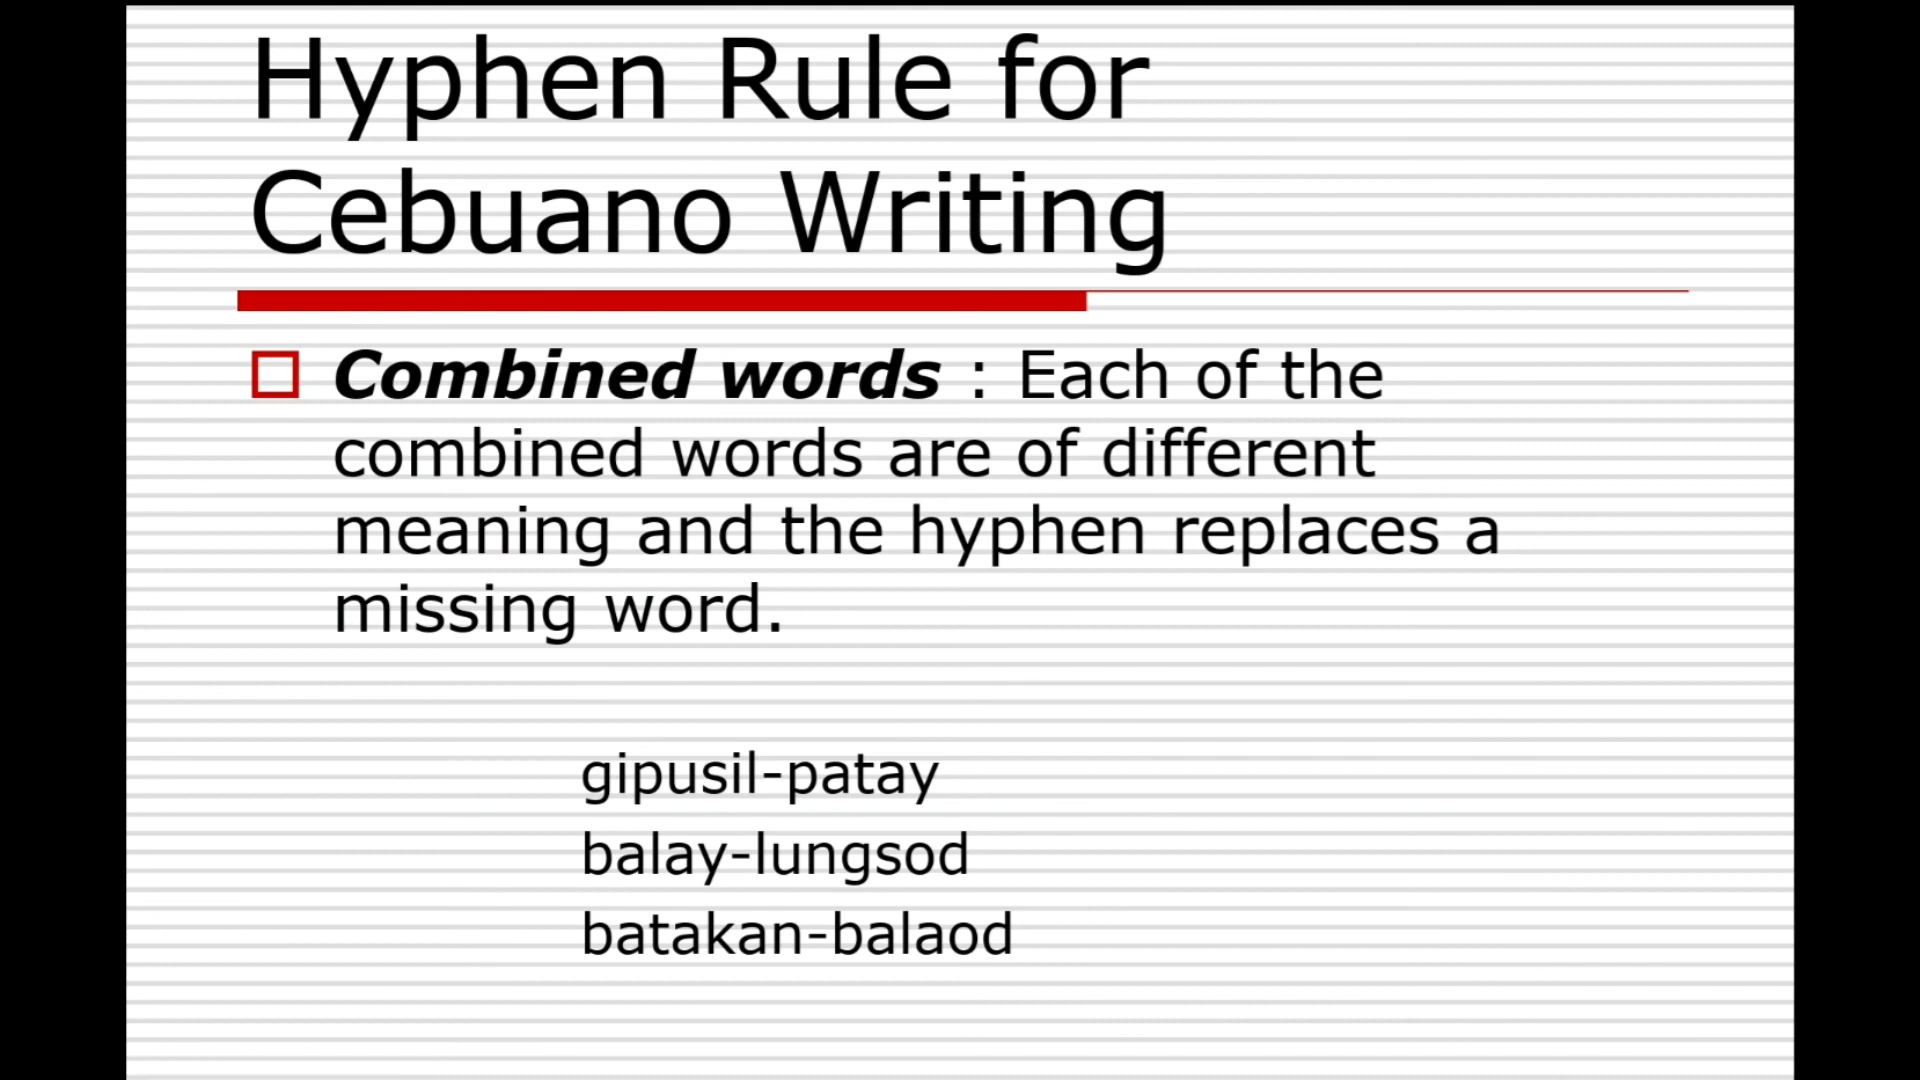 Hyphen Rule for
Cebuano Writing
Combined words : Each of the
combined words are of different
meaning and the hyphen replaces a
missing word.
gipusil-patay
balay-lungsod
batakan-balaod